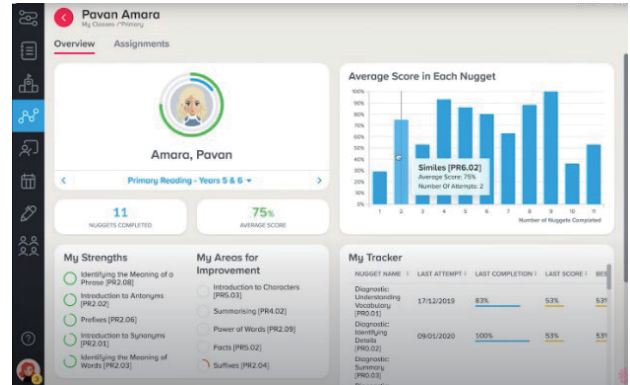 Pavan Amara
My Classes / *Primary
Overview Assignments
Amara, Pavan
Primary Reading - Years 5 & 6
11
NUGGETS COMPLETED
75%
AVERAGE SCORE
Average Score in Each Nugget
100%
90%
80%
70%
60%
50%
40%
30%
20%
10%
0%
Similes [PR6.02]
Average Score: 75%
Number Of Attempts: 2
1 2 3 4 5 6 7 8 9 10 11
Number of Nuggets Completed
My Strengths
Identifying the Meaning of a
Phrase [PR2.08]
Introduction to Antonyms
[PR2.02]
Prefixes [PR2.06]
Introduction to Synonyms
[PR2.01]
Identifying the Meaning of
Words [PR2.03]
My Areas for
Improvement
Introduction to Characters
[PR5.03]
Summarising [PR4.02]
Power of Words [PR2.09]
Facts [PR5.02]
Suffixes [PR2.04]
My Tracker
NUGGET NAME LAST ATTEMPT LAST COMPLETION LAST SCORE BES
Diagnostic:
Understanding
Vocabulary
[PR0.01]
17/12/2019 83% 53% 53%
Diagnostic:
Identifying
Details
[PR0.02]
09/01/2020 100% 53% 53%
Diagnostic:
Summary
[PR0.03]